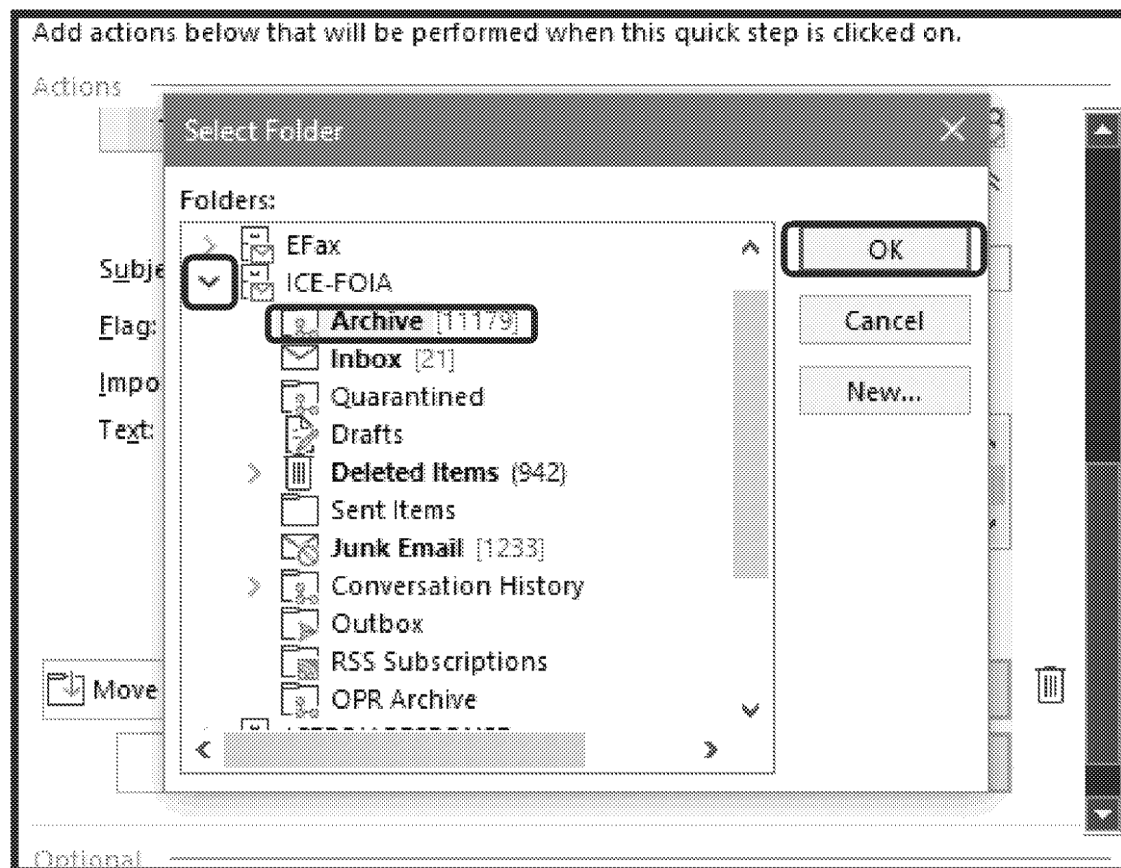 Add actions below that will be performed when this quick step is clicked on.
Actions
Select Folder
Folders:
EFax
OK
Subje
ICE-FOIA
Flag:
Archive [11179]
Cancel
Inbox [21]
Impo
Quarantined
New...
Text:
Drafts
Deleted Items (942)
Sent Items
Junk Email [1233]
Conversation History
Outbox
RSS Subscriptions
Move
OPR Archive
Optional